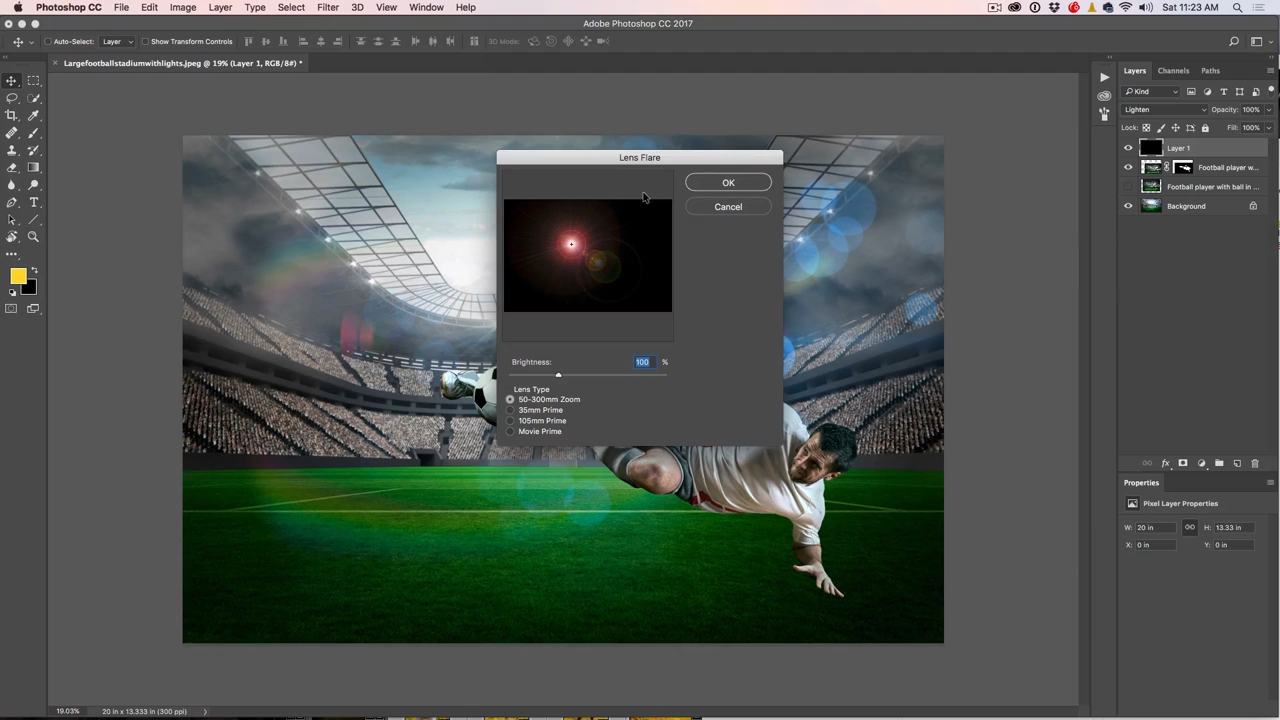 Photoshop CC File Edit Image Layer Type Select Filter 3D View Window Help Sat 11:23 AM
Adobe Photoshop CC 2017
Auto-Select: Layer Show Transform Controls 3D Mode:
Largefootballstadiumwithlights.jpeg @ 19% (Layer 1, RGB/8#) *
Layers Channels Paths
Kind
Lighten Opacity: 100%
Lock: Fill: 100%
Layer 1
Football player w...
Football player with ball in ...
Background
Lens Flare
OK
Cancel
Brightness: 100 %
Lens Type
50-300mm Zoom
35mm Prime
105mm Prime
Movie Prime
Properties
Pixel Layer Properties
W: 20 in H: 13.33 in
X: 0 in Y: 0 in
19.03% 20 in x 13.333 in (300 ppi)